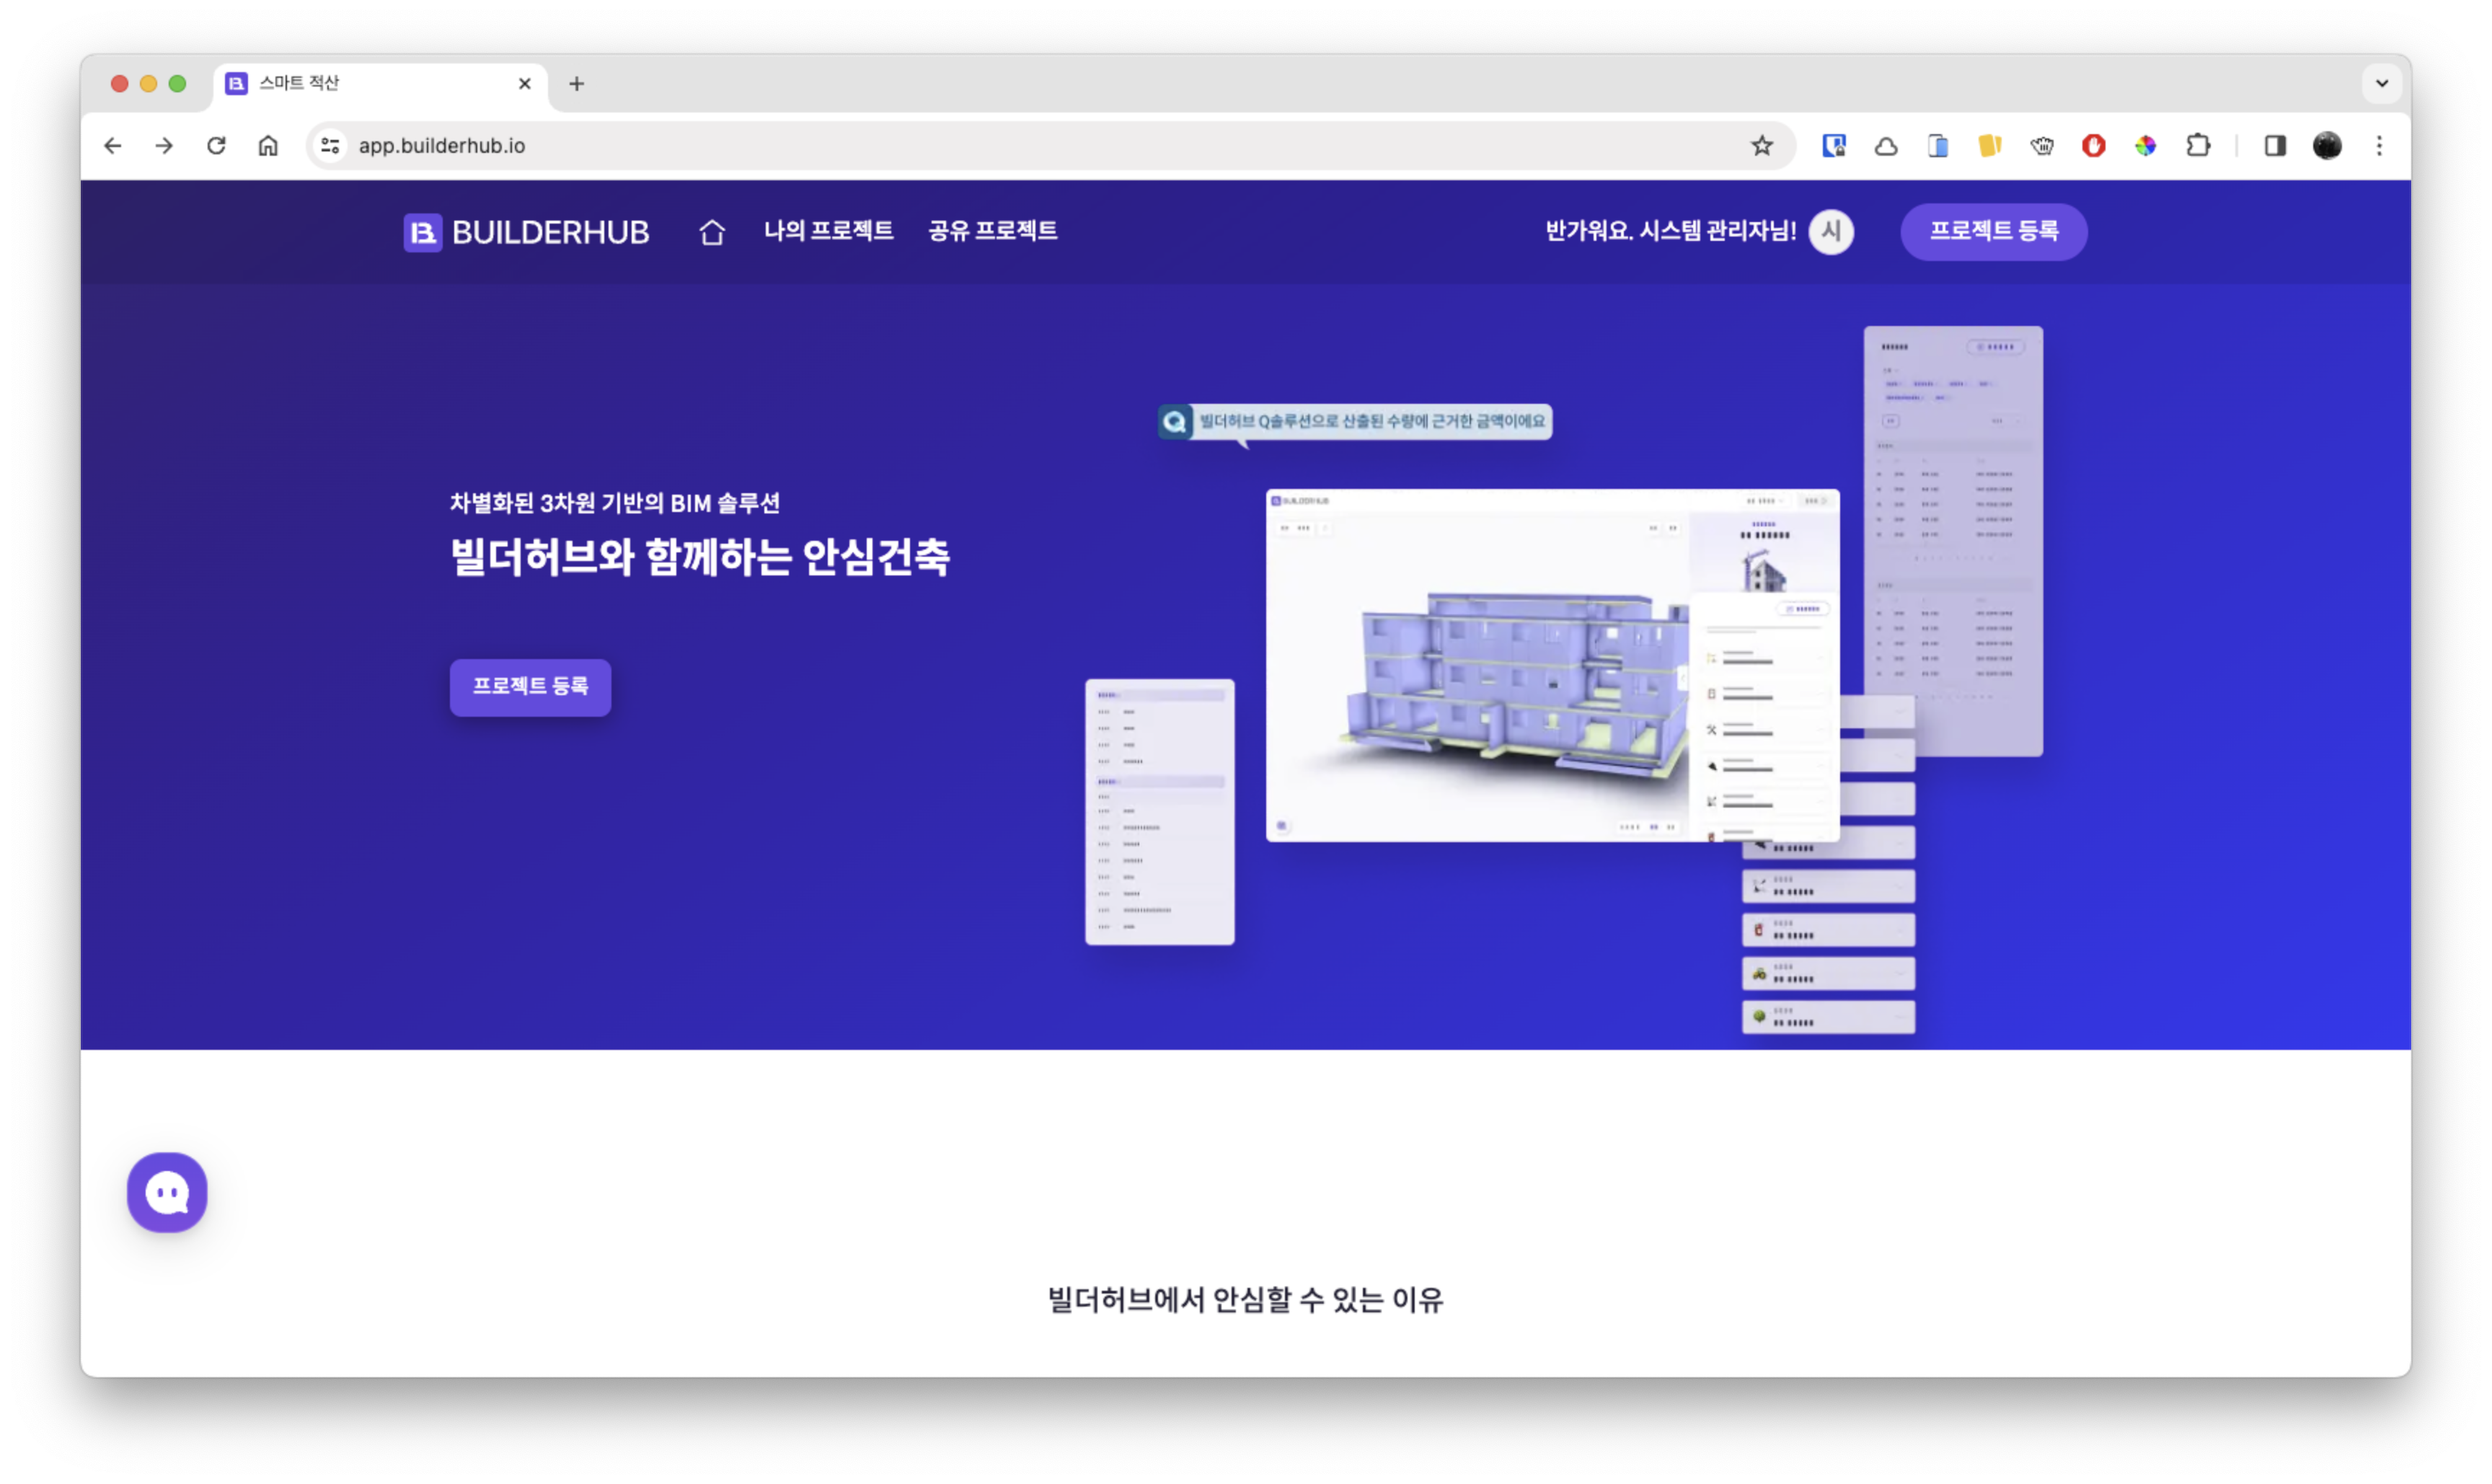 스마트 적산
app.builderhub.io
BUILDERHUB
나의 프로젝트
공유 프로젝트
반가워요. 시스템 관리자님!
시
프로젝트 등록
빌더허브 Q솔루션으로 산출된 수량에 근거한 금액이에요
차별화된 3차원 기반의 BIM 솔루션
빌더허브와 함께하는 안심건축
BUILDERHUB
프로젝트 등록
빌더허브에서 안심할 수 있는 이유